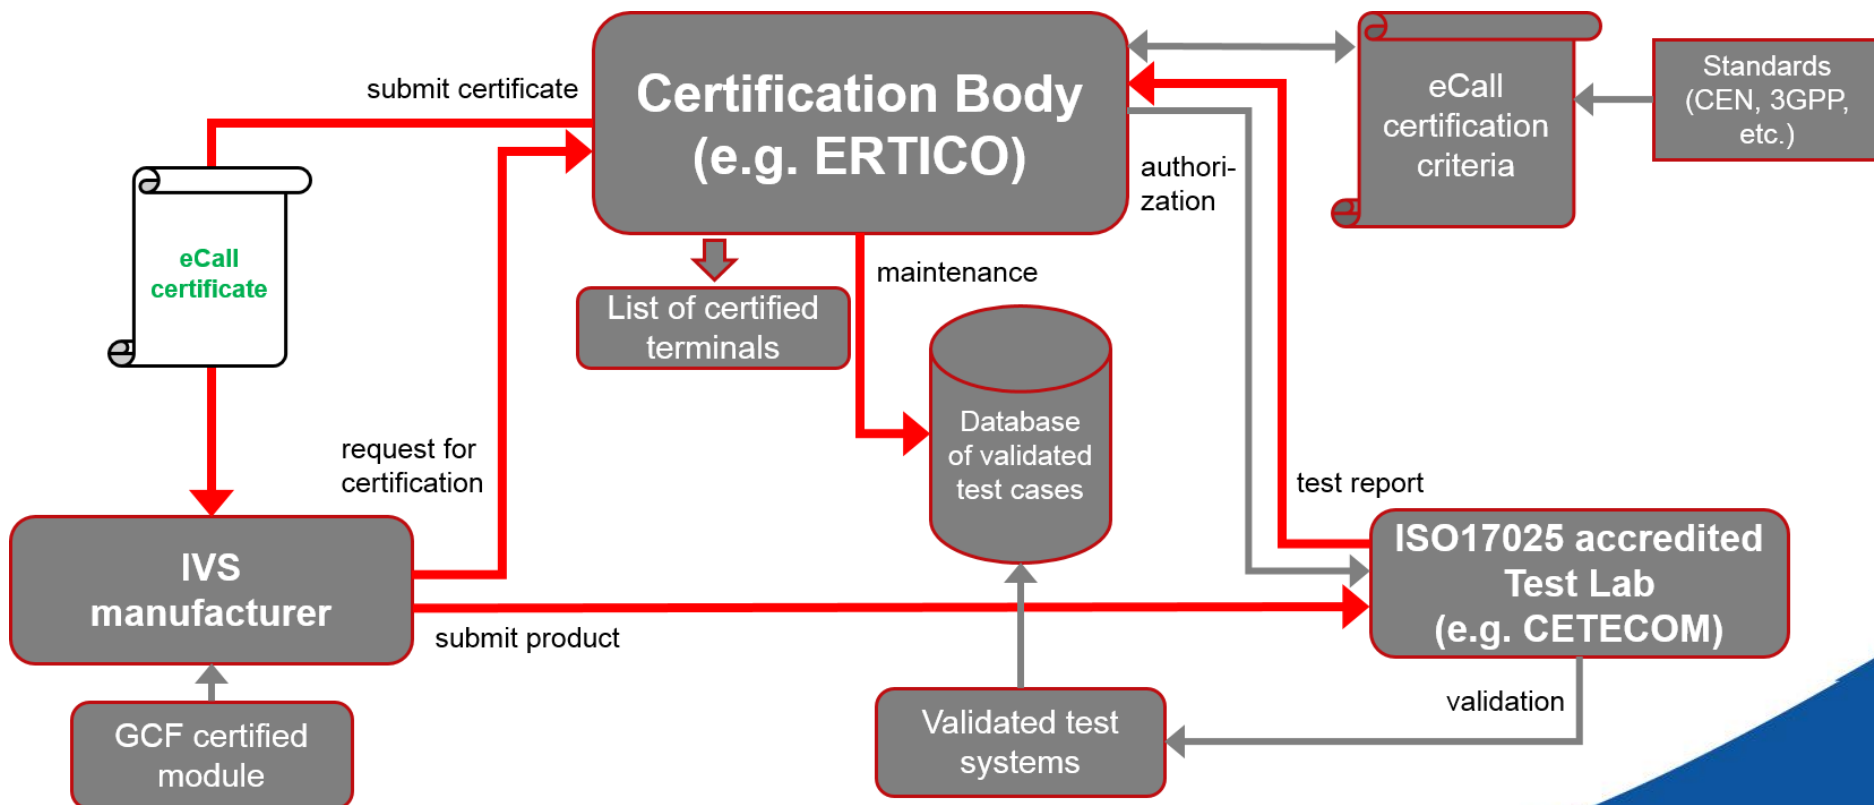 Certification Body
(e.g. ERTICO)
submit certificate
eCall
certification
criteria
Standards
(CEN, 3GPP,
etc.)
authori-
zation
eCall
certificate
maintenance
List of certified
terminals
Database
of validated
test cases
request for
certification
test report
IVS
manufacturer
ISO17025 accredited
Test Lab
(e.g. CETECOM)
submit product
GCF certified
module
Validated test
systems
validation